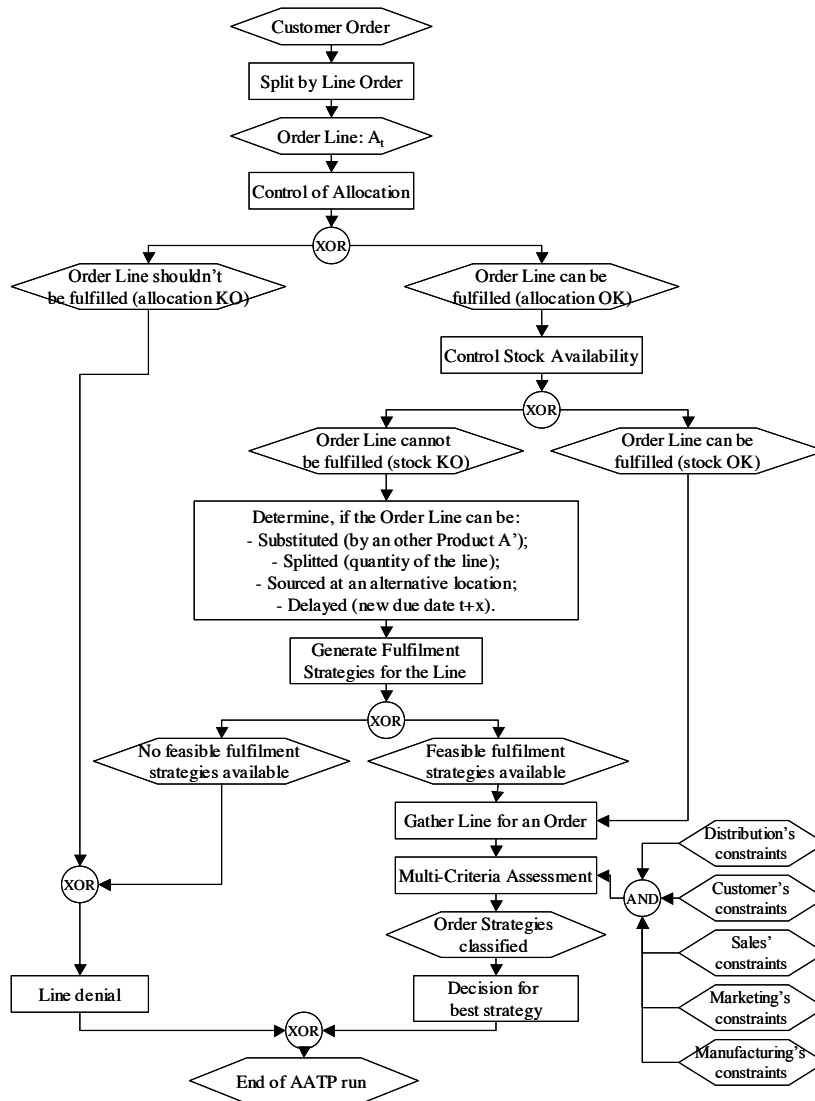 Customer Order
Split by Line Order
Order Line: Aₜ
Control of Allocation
XOR
Order Line shouldn't
be fulfilled (allocation KO)
Order Line can be
fulfilled (allocation OK)
Control Stock Availability
XOR
Order Line cannot
be fulfilled (stock KO)
Order Line can be
fulfilled (stock OK)
Determine, if the Order Line can be:
- Substituted (by an other Product A');
- Splitted (quantity of the line);
- Sourced at an alternative location;
- Delayed (new due date t+x).
Generate Fulfilment
Strategies for the Line
XOR
No feasible fulfilment
strategies available
Feasible fulfilment
strategies available
Gather Line for an Order
Distribution's
constraints
Multi-Criteria Assessment
XOR
AND
Customer's
constraints
Order Strategies
classified
Sales'
constraints
Line denial
Decision for
best strategy
Marketing's
constraints
XOR
Manufacturing's
constraints
End of AATP run